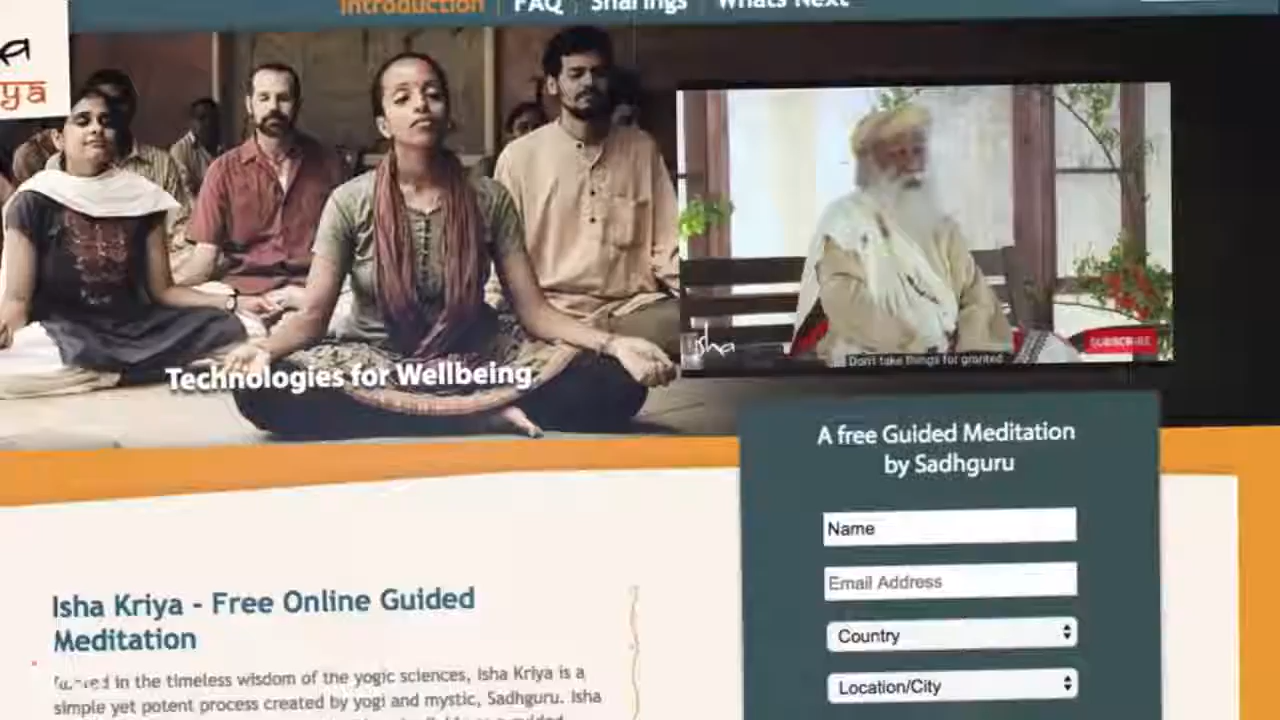 Introduction | FAQ | Sharings | Whats Next
ya
isha
SUBSCRIBE
Don't take things for granted
Technologies for Wellbeing
A free Guided Meditation
by Sadhguru
Name
Email Address
Country
Location/City
Isha Kriya - Free Online Guided
Meditation
in the timeless wisdom of the yogic sciences, Isha Kriya is a
simple yet potent process created by yogi and mystic, Sadhguru. Isha